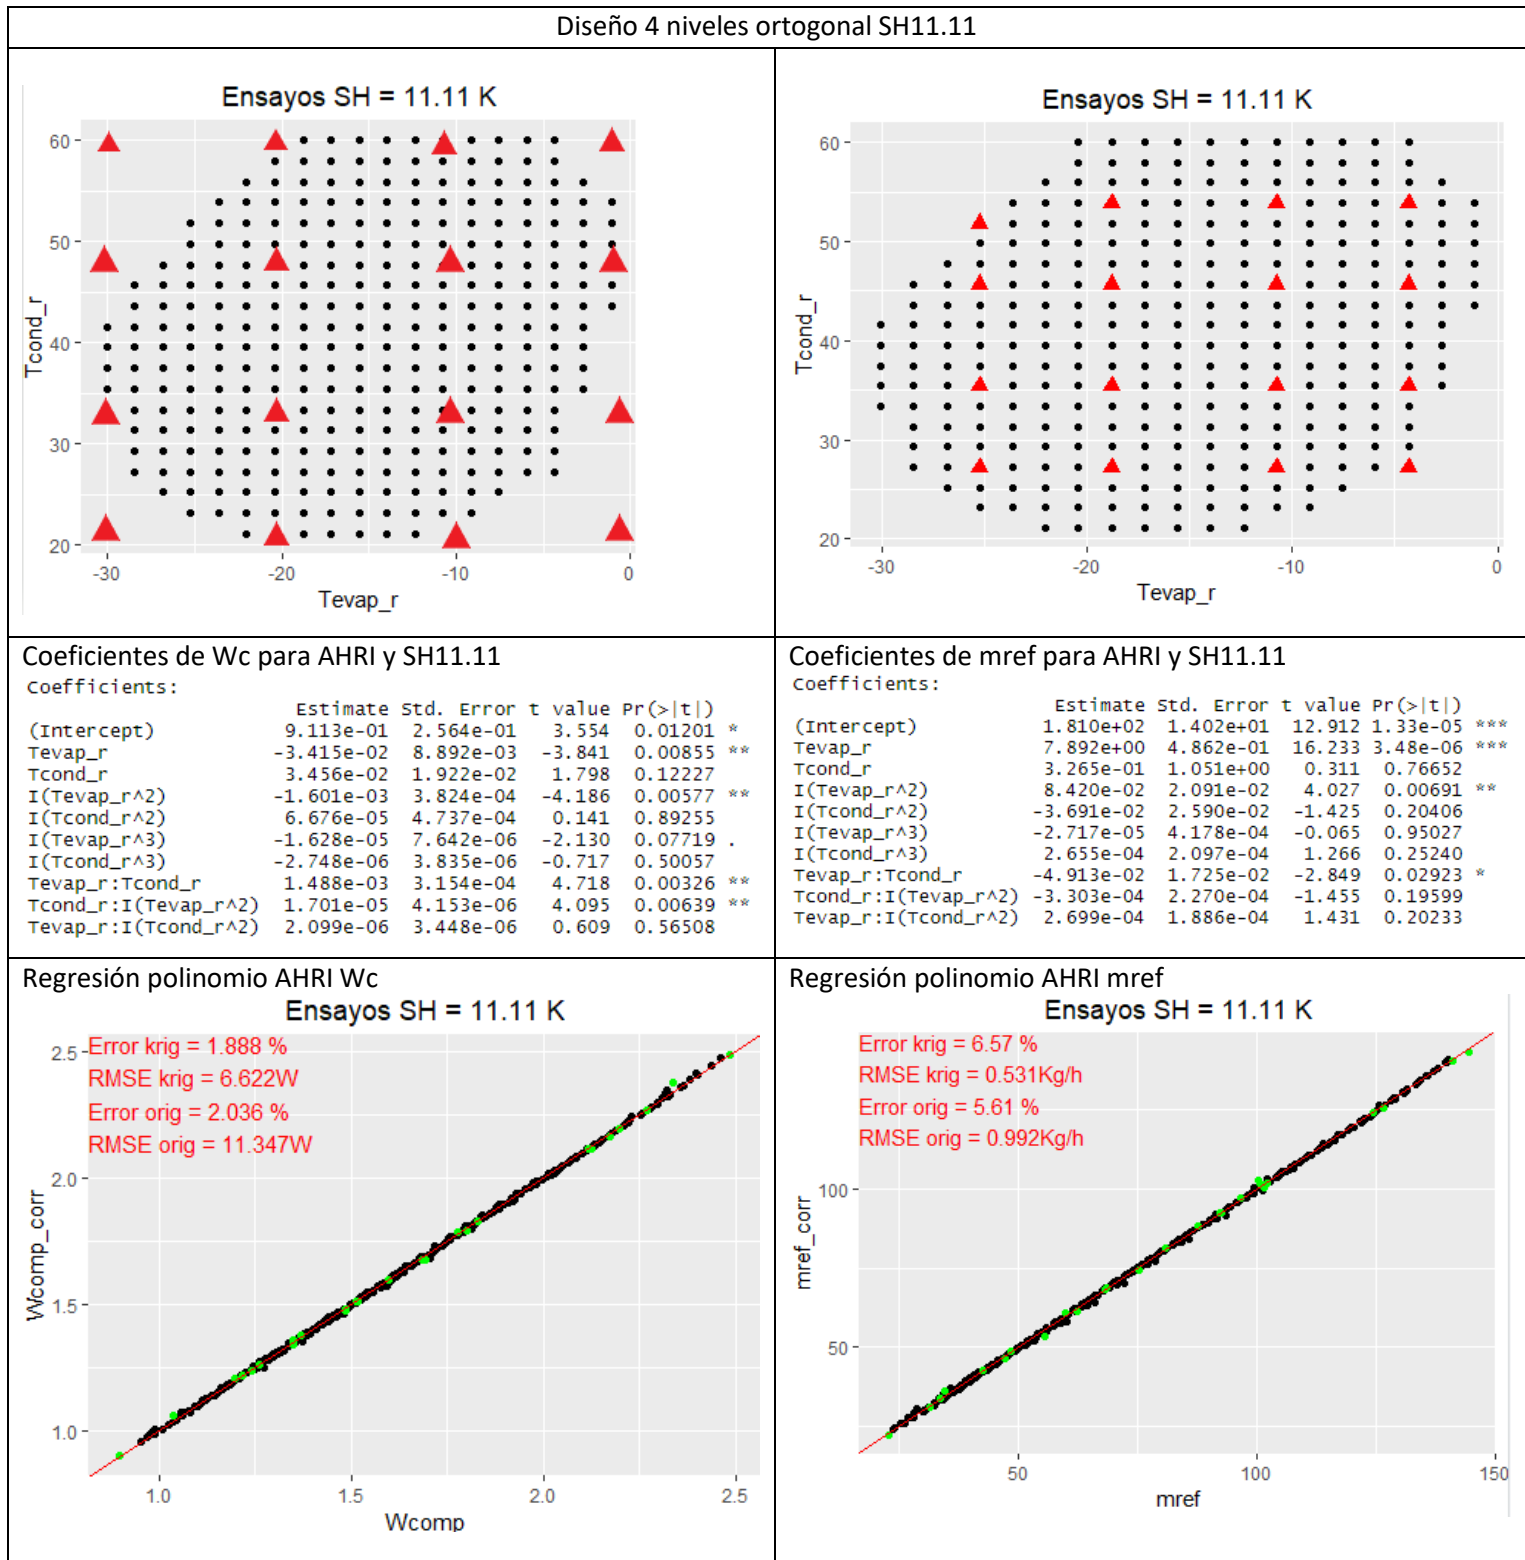 Diseño 4 niveles ortogonal SH11.11
Ensayos SH = 11.11 K
60
50
40
30
20
Tcond_r
-30
-20
-10
0
Tevap_r
Ensayos SH = 11.11 K
60
50
40
30
20
Tcond_r
-30
-20
-10
0
Tevap_r
Coeficientes de Wc para AHRI y SH11.11
Coefficients:
Estimate Std. Error t value Pr(>|t|)
(Intercept) 9.113e-01 2.564e-01 3.554 0.01201 *
Tevap_r -3.415e-02 8.892e-03 -3.841 0.00855 **
Tcond_r 3.456e-02 1.922e-02 1.798 0.12227
I(Tevap_r^2) -1.601e-03 3.824e-04 -4.186 0.00577 **
I(Tcond_r^2) 6.676e-05 4.737e-04 0.141 0.89255
I(Tevap_r^3) -1.628e-05 7.642e-06 -2.130 0.07719 .
I(Tcond_r^3) -2.748e-06 3.835e-06 -0.717 0.50057
Tevap_r:Tcond_r 1.488e-03 3.154e-04 4.718 0.00326 **
Tcond_r:I(Tevap_r^2) 1.701e-05 4.153e-06 4.095 0.00639 **
Tevap_r:I(Tcond_r^2) 2.099e-06 3.448e-06 0.609 0.56508
Coeficientes de mref para AHRI y SH11.11
Coefficients:
Estimate Std. Error t value Pr(>|t|)
(Intercept) 1.810e+02 1.402e+01 12.912 1.33e-05 ***
Tevap_r 7.892e+00 4.862e-01 16.233 3.48e-06 ***
Tcond_r 3.265e-01 1.051e+00 0.311 0.76652
I(Tevap_r^2) 8.420e-02 2.091e-02 4.027 0.00691 **
I(Tcond_r^2) -3.691e-02 2.590e-02 -1.425 0.20406
I(Tevap_r^3) -2.717e-05 4.178e-04 -0.065 0.95027
I(Tcond_r^3) 2.655e-04 2.097e-04 1.266 0.25240
Tevap_r:Tcond_r -4.913e-02 1.725e-02 -2.849 0.02923 *
Tcond_r:I(Tevap_r^2) -3.303e-04 2.270e-04 -1.455 0.19599
Tevap_r:I(Tcond_r^2) 2.699e-04 1.886e-04 1.431 0.20233
Regresión polinomio AHRI Wc
Ensayos SH = 11.11 K
Error krig = 1.888 %
RMSE krig = 6.622W
Error orig = 2.036 %
RMSE orig = 11.347W
2.5
2.0
1.5
1.0
Wcomp_corr
1.0
1.5
2.0
2.5
Wcomp
Regresión polinomio AHRI mref
Ensayos SH = 11.11 K
Error krig = 6.57 %
RMSE krig = 0.531Kg/h
Error orig = 5.61 %
RMSE orig = 0.992Kg/h
100
50
mref_corr
50
100
150
mref